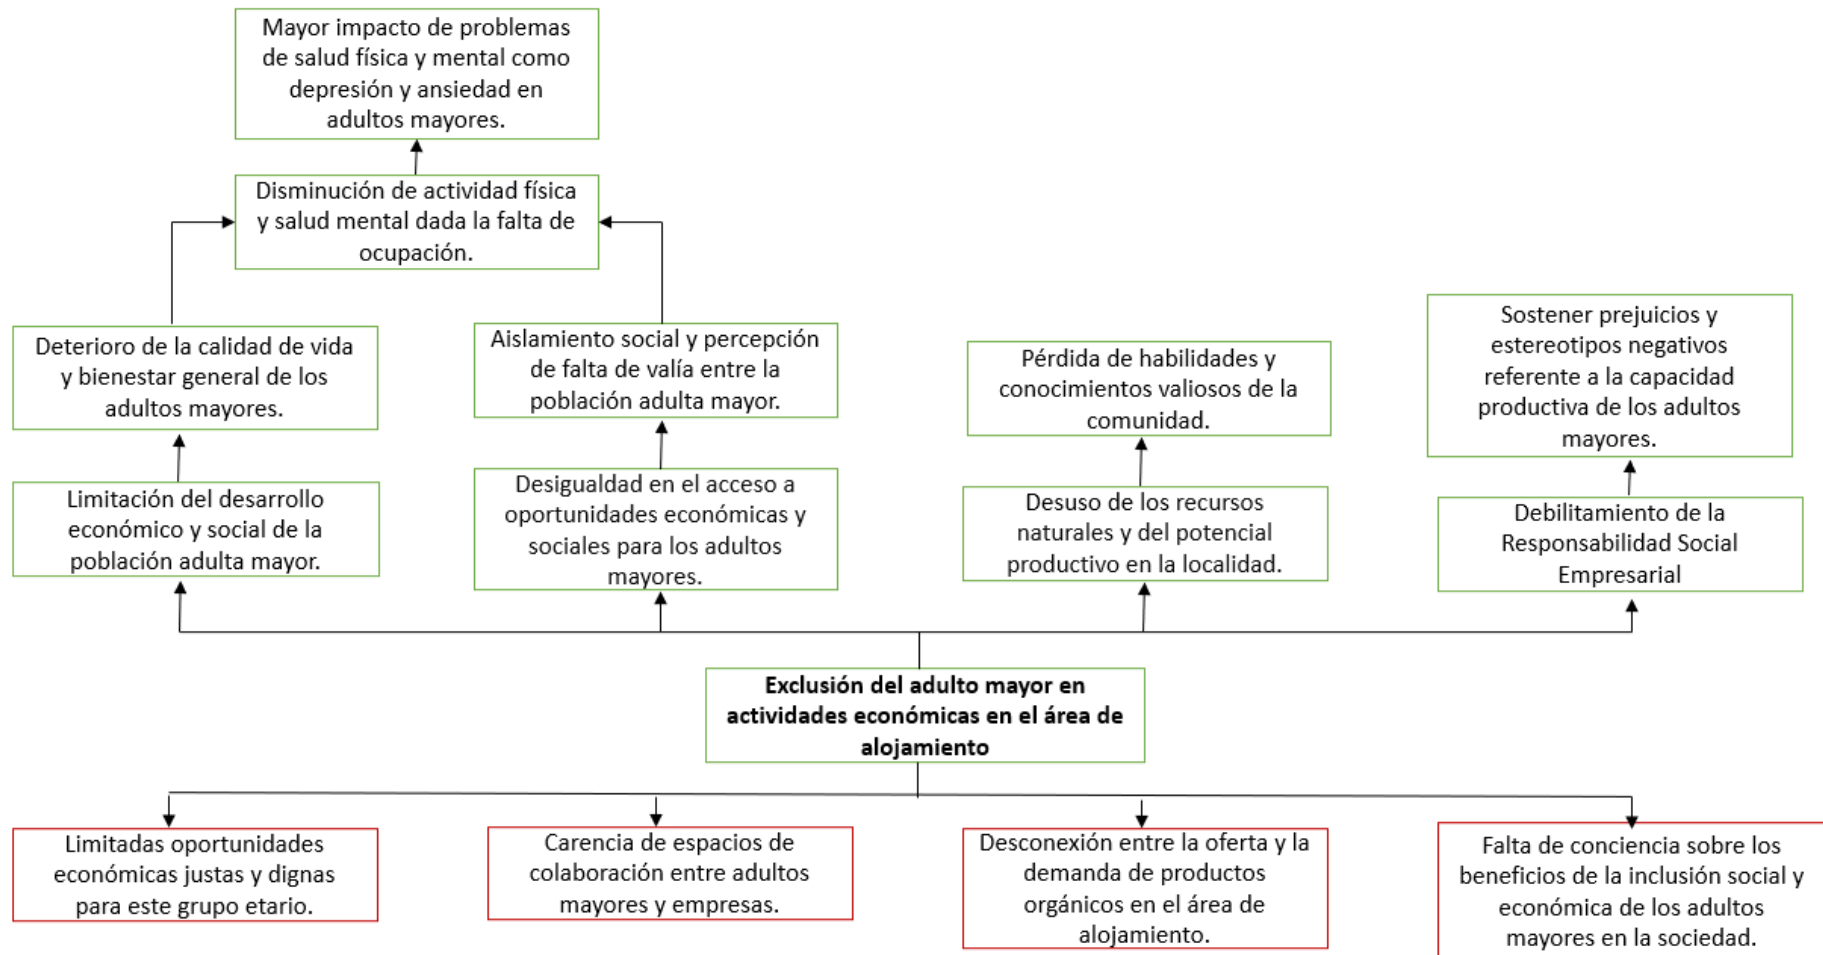 Mayor impacto de problemas
de salud física y mental como
depresión y ansiedad en
adultos mayores.
Disminución de actividad física
y salud mental dada la falta de
ocupación.
Deterioro de la calidad de vida
y bienestar general de los
adultos mayores.
Aislamiento social y percepción
de falta de valía entre la
población adulta mayor.
Pérdida de habilidades y
conocimientos valiosos de la
comunidad.
Sostener prejuicios y
estereotipos negativos
referente a la capacidad
productiva de los adultos
mayores.
Limitación del desarrollo
económico y social de la
población adulta mayor.
Desigualdad en el acceso a
oportunidades económicas y
sociales para los adultos
mayores.
Desuso de los recursos
naturales y del potencial
productivo en la localidad.
Debilitamiento de la
Responsabilidad Social
Empresarial
Exclusión del adulto mayor en
actividades económicas en el área de
alojamiento
Limitadas oportunidades
económicas justas y dignas
para este grupo etario.
Carencia de espacios de
colaboración entre adultos
mayores y empresas.
Desconexión entre la oferta y la
demanda de productos
orgánicos en el área de
alojamiento.
Falta de conciencia sobre los
beneficios de la inclusión social y
económica de los adultos
mayores en la sociedad.